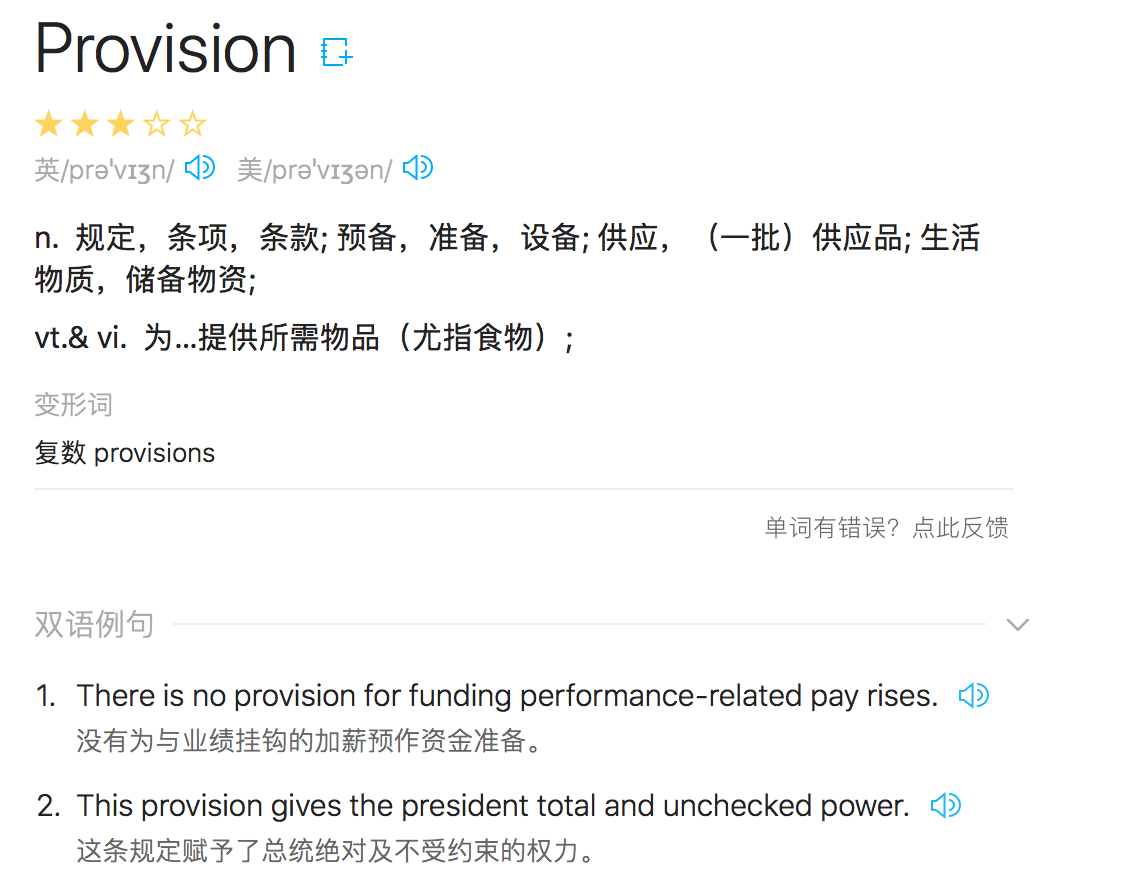 Provision
英/prə'vɪʒn/ 美/prə'vɪʒən/
n. 规定，条项，条款; 预备，准备，设备; 供应，（一批）供应品; 生活
物质，储备物资;
vt.& vi. 为...提供所需物品（尤指食物）;
变形词
复数 provisions
单词有错误？点此反馈
双语例句
1. There is no provision for funding performance-related pay rises.
没有为与业绩挂钩的加薪预作资金准备。
2. This provision gives the president total and unchecked power.
这条规定赋予了总统绝对及不受约束的权力。